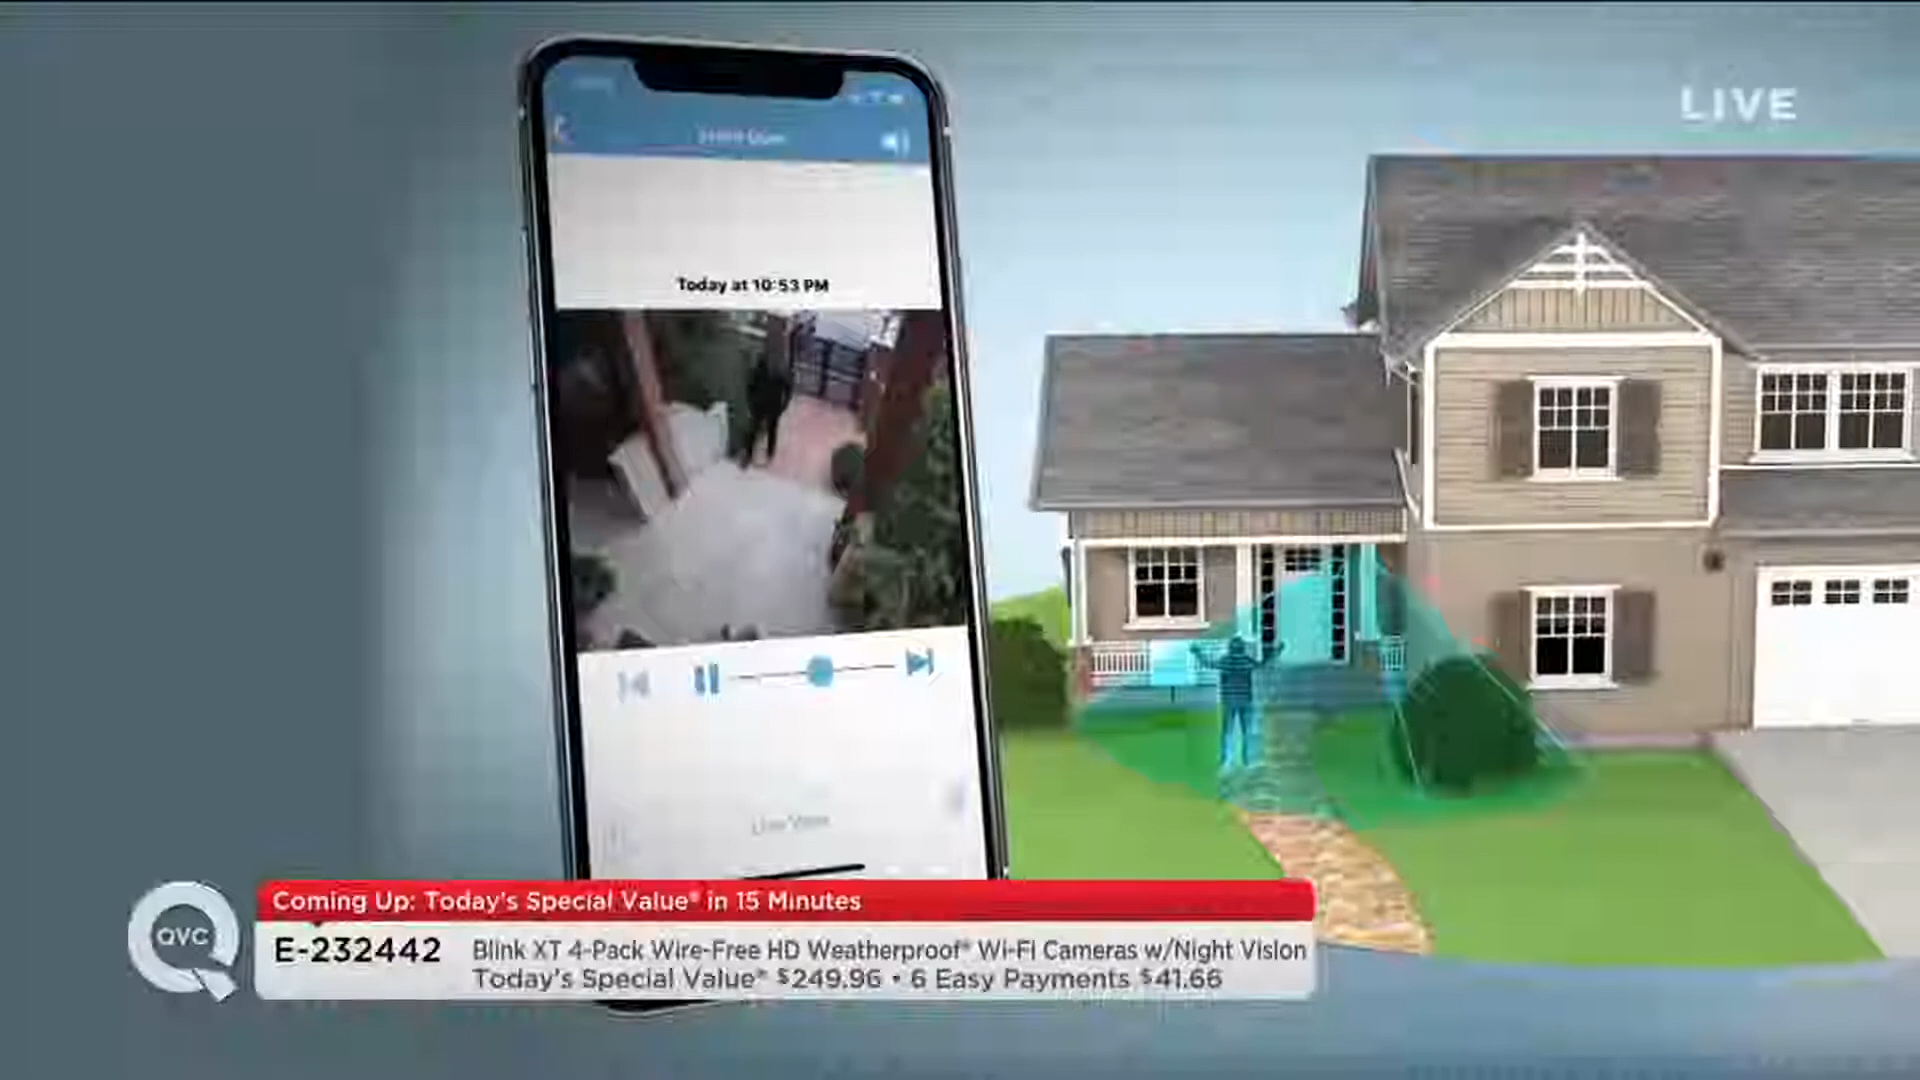 LIVE
Today at 10:53 PM
Live View
Coming Up: Today's Special Value® in 15 Minutes
QVC
E-232442
Blink XT 4-Pack Wire-Free HD Weatherproof* Wi-Fi Cameras w/Night Vision
Today's Special Value® $249.96 • 6 Easy Payments $41.66